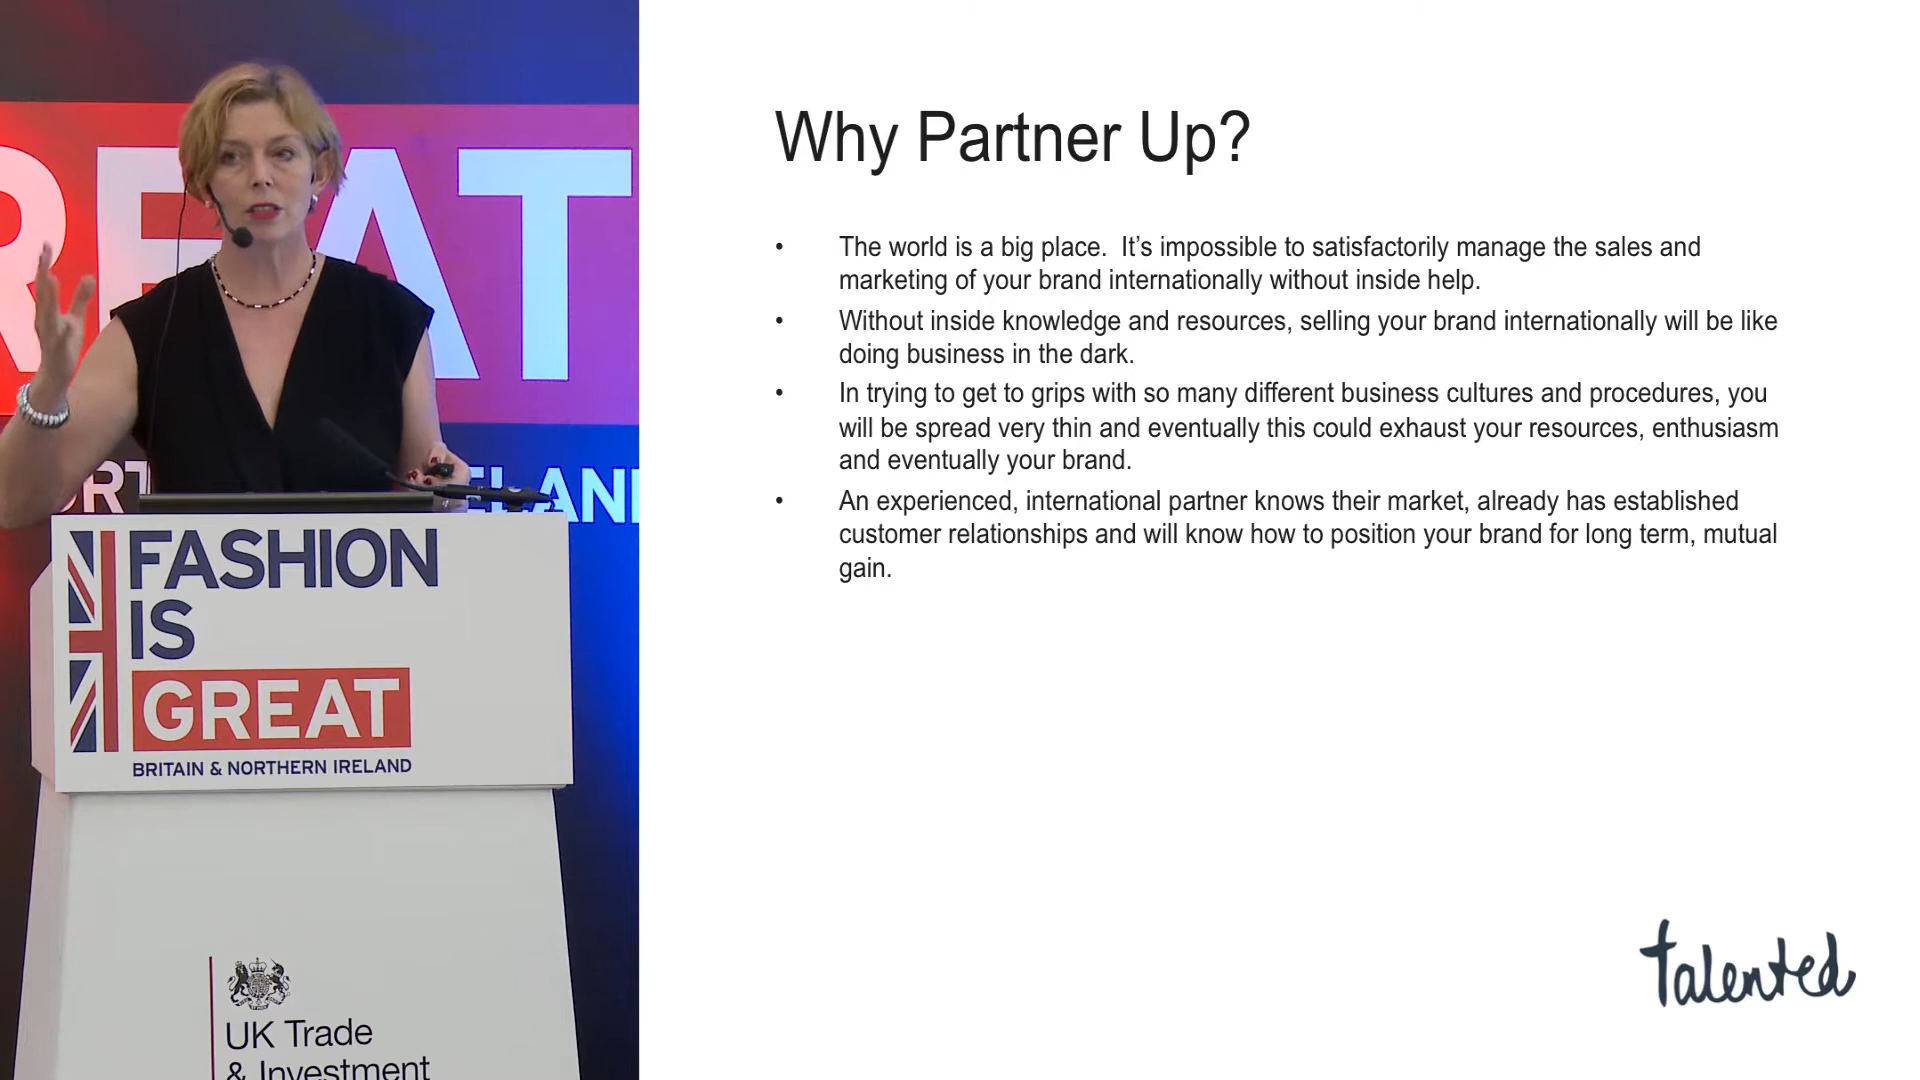 REAT
FASHION
IS
GREAT
BRITAIN & NORTHERN IRELAND
UK Trade
& Investment
Why Partner Up?
• The world is a big place. It’s impossible to satisfactorily manage the sales and
marketing of your brand internationally without inside help.
• Without inside knowledge and resources, selling your brand internationally will be like
doing business in the dark.
• In trying to get to grips with so many different business cultures and procedures, you
will be spread very thin and eventually this could exhaust your resources, enthusiasm
and eventually your brand.
• An experienced, international partner knows their market, already has established
customer relationships and will know how to position your brand for long term, mutual
gain.
talented